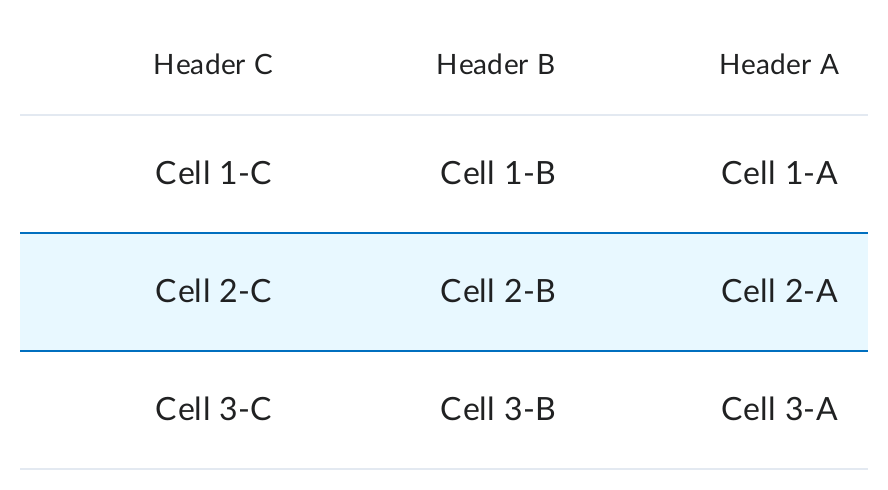 Header C Header B Header A
Cell 1-C Cell 1-B Cell 1-A
Cell 2-C Cell 2-B Cell 2-A
Cell 3-C Cell 3-B Cell 3-A